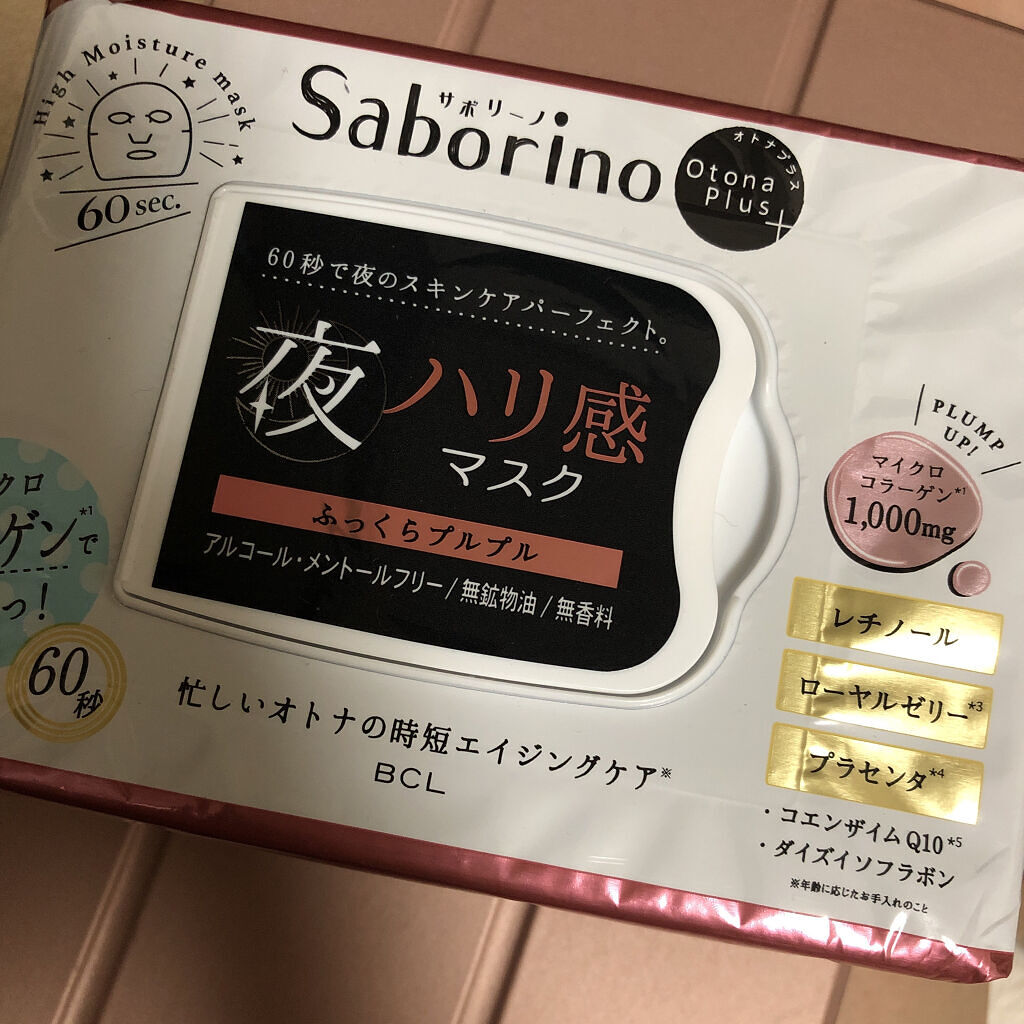 High Moisture mask
60 sec.
サボリーノ
Saborino
オトナプラス
Otona
Plus+
60秒で夜のスキンケアパーフェクト。
夜
ハリ感
マスク
ふっくらプルプル
アルコール・メントールフリー/無鉱物油/無香料
PLUMP
UP!
マイクロ
コラーゲン*1
1,000mg
クロ
ゲン*1で
っ!
60秒
レチノール
ローヤルゼリー*3
プラセンタ*4
・コエンザイムQ10*5
・ダイズイソフラボン
※年齢に応じたお手入れのこと
忙しいオトナの時短エイジングケア※
BCL